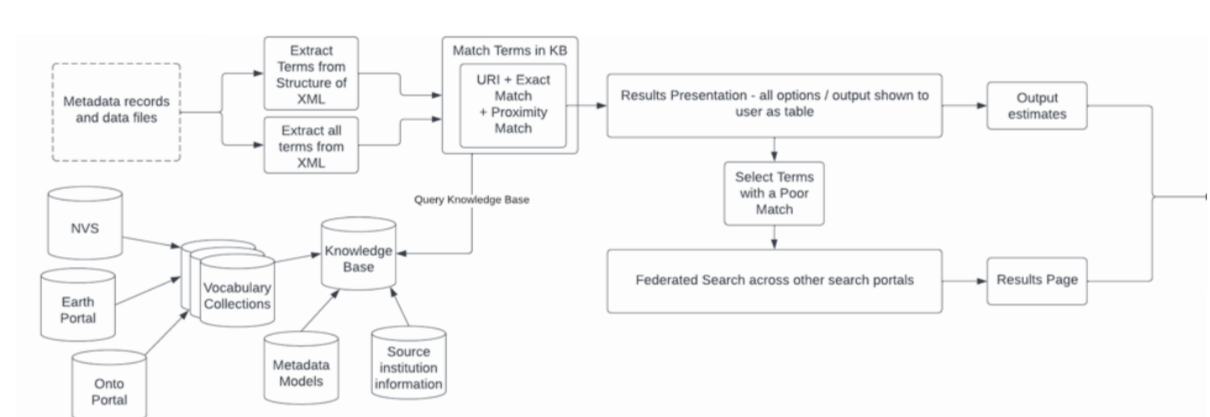 Metadata records
and data files
Extract
Terms from
Structure of
XML
Extract all
terms from
XML
Match Terms in KB
URI + Exact
Match
+ Proximity
Match
Results Presentation - all options / output shown to
user as table
Output
estimates
Select Terms
with a Poor
Match
Query Knowledge Base
NVS
Earth
Portal
Onto
Portal
Vocabulary
Collections
Knowledge
Base
Metadata
Models
Source
institution
information
Federated Search across other search portals
Results Page